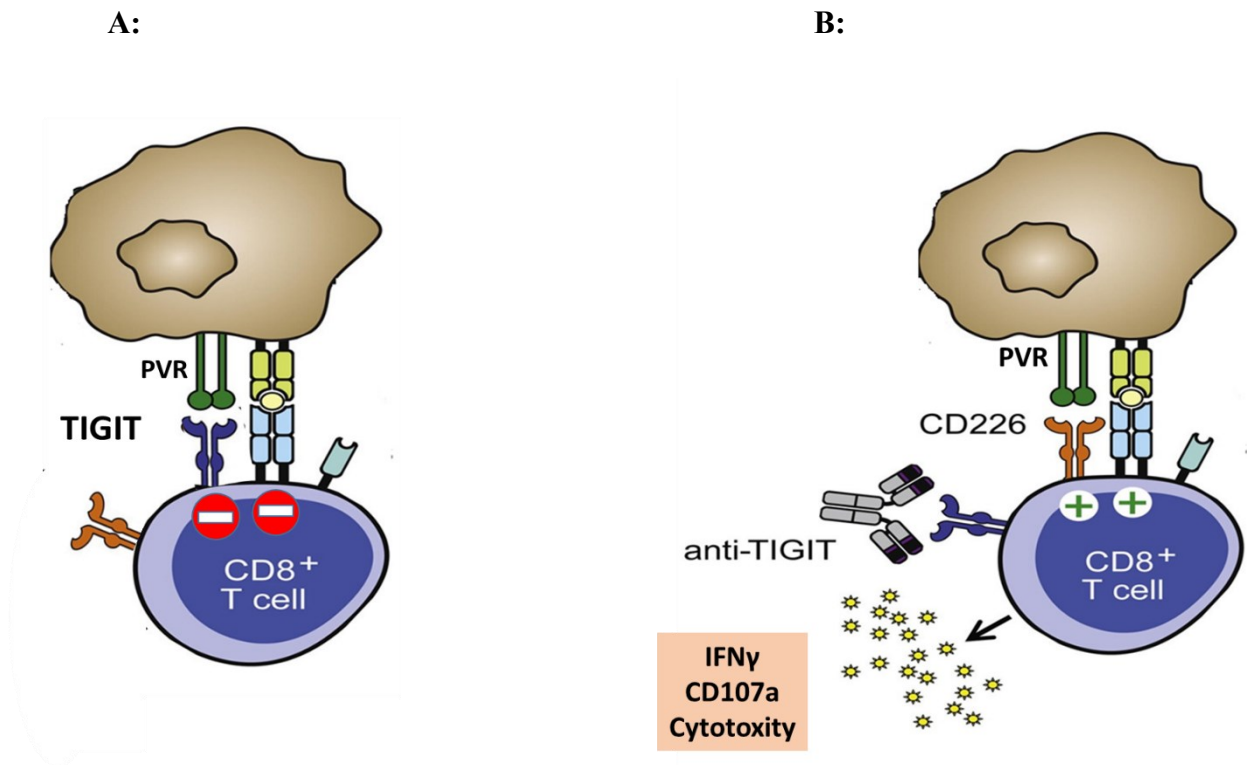 A:
PVR
TIGIT
CD8+
T cell
B:
PVR
CD226
anti-TIGIT
CD8+
T cell
IFNγ
CD107a
Cytotoxity